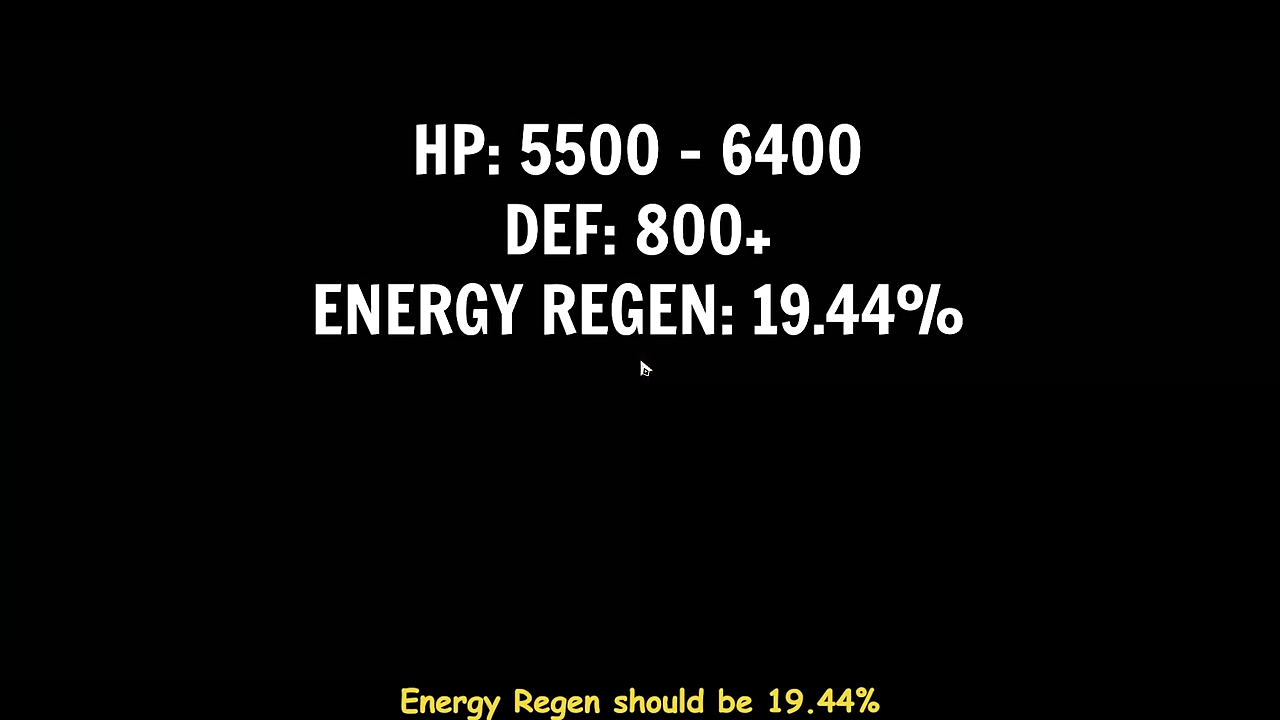 HP: 5500 - 6400
DEF: 800+
ENERGY REGEN: 19.44%
Energy Regen should be 19.44%